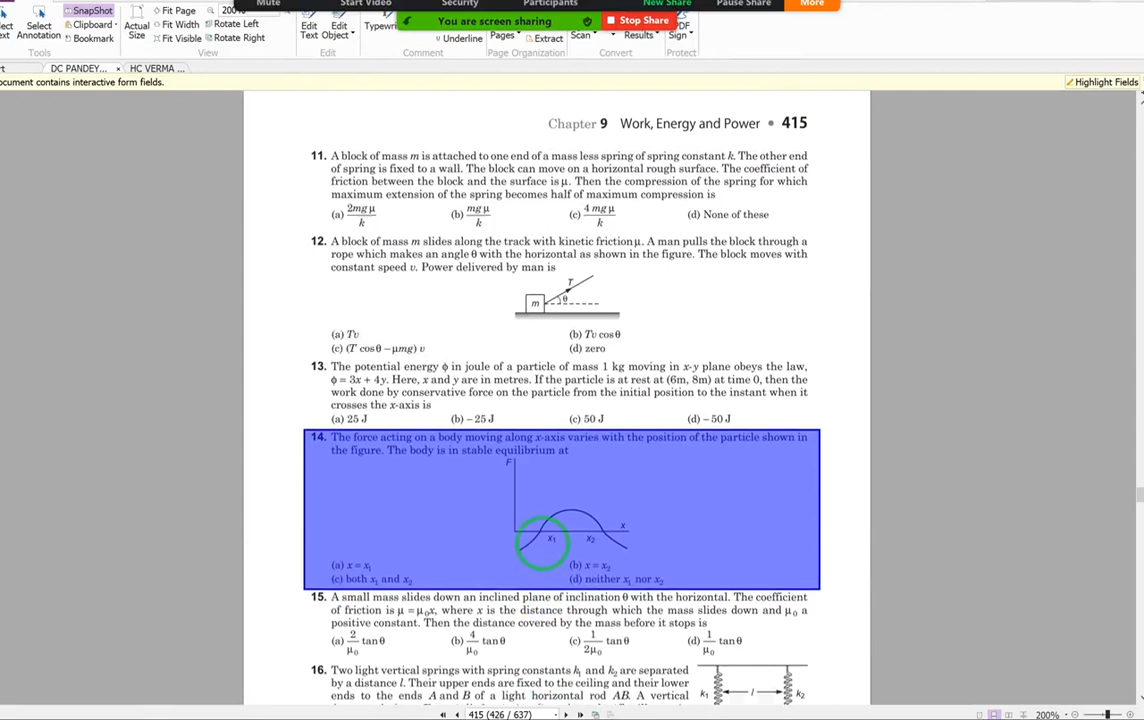 Mute Start Video Security New Share Pause Share More
You are screen sharing Stop Share
SnapShot
Select
Annotation
Clipboard
Bookmark
Tools
Actual
Size
Fit Page
Fit Width
Fit Visible
Rotate Left
Rotate Right
View
Edit
Text
Edit
Object
Edit
Underline
Comment
Pages
Extract
Page Organization
Scan
Results
Convert
Sign
Protect
DC PANDEY... × HC VERMA ...
ocument contains interactive form fields. Highlight Fields
Chapter 9 Work, Energy and Power • 415
11. A block of mass m is attached to one end of a mass less spring of spring constant k. The other end
of spring is fixed to a wall. The block can move on a horizontal rough surface. The coefficient of
friction between the block and the surface is μ. Then the compression of the spring for which
maximum extension of the spring becomes half of maximum compression is
(a) 2mg μ / k (b) mg μ / k (c) 4 mg μ / k (d) None of these
12. A block of mass m slides along the track with kinetic friction μ. A man pulls the block through a
rope which makes an angle θ with the horizontal as shown in the figure. The block moves with
constant speed v. Power delivered by man is
T
m θ
(a) Tv (b) Tv cos θ
(c) (T cos θ − μmg) v (d) zero
13. The potential energy ϕ in joule of a particle of mass 1 kg moving in x-y plane obeys the law,
ϕ = 3x + 4y. Here, x and y are in metres. If the particle is at rest at (6m, 8m) at time 0, then the
work done by conservative force on the particle from the initial position to the instant when it
crosses the x-axis is
(a) 25 J (b) − 25 J (c) 50 J (d) − 50 J
14. The force acting on a body moving along x-axis varies with the position of the particle shown in
the figure. The body is in stable equilibrium at
F
x
x₁ x₂
(a) x = x₁ (b) x = x₂
(c) both x₁ and x₂ (d) neither x₁ nor x₂
15. A small mass slides down an inclined plane of inclination θ with the horizontal. The coefficient
of friction is μ = μ₀x, where x is the distance through which the mass slides down and μ₀ a
positive constant. Then the distance covered by the mass before it stops is
(a) 2/μ₀ tan θ (b) 4/μ₀ tan θ (c) 1/2μ₀ tan θ (d) 1/μ₀ tan θ
16. Two light vertical springs with spring constants k₁ and k₂ are separated
by a distance l. Their upper ends are fixed to the ceiling and their lower
ends to the ends A and B of a light horizontal rod AB. A vertical
k₁ l k₂
415 (426 / 637) 200%